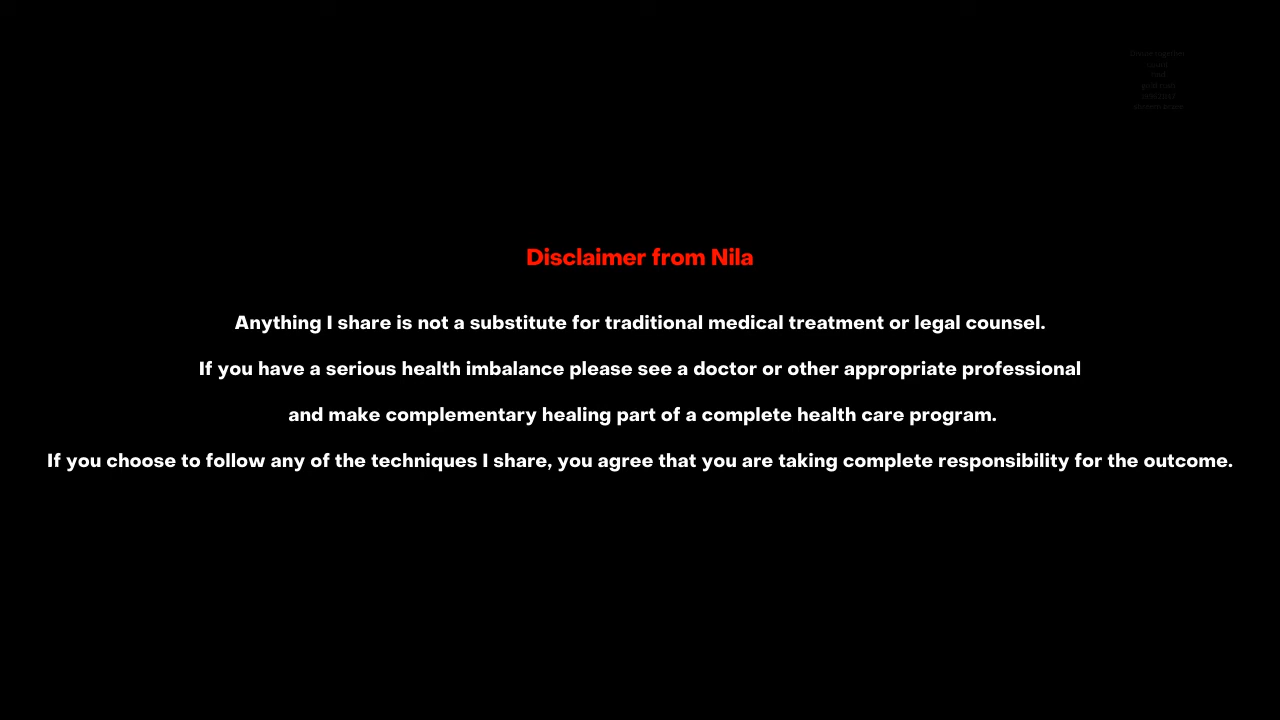 Disclaimer from Nila
Anything I share is not a substitute for traditional medical treatment or legal counsel.
If you have a serious health imbalance please see a doctor or other appropriate professional
and make complementary healing part of a complete health care program.
If you choose to follow any of the techniques I share, you agree that you are taking complete responsibility for the outcome.